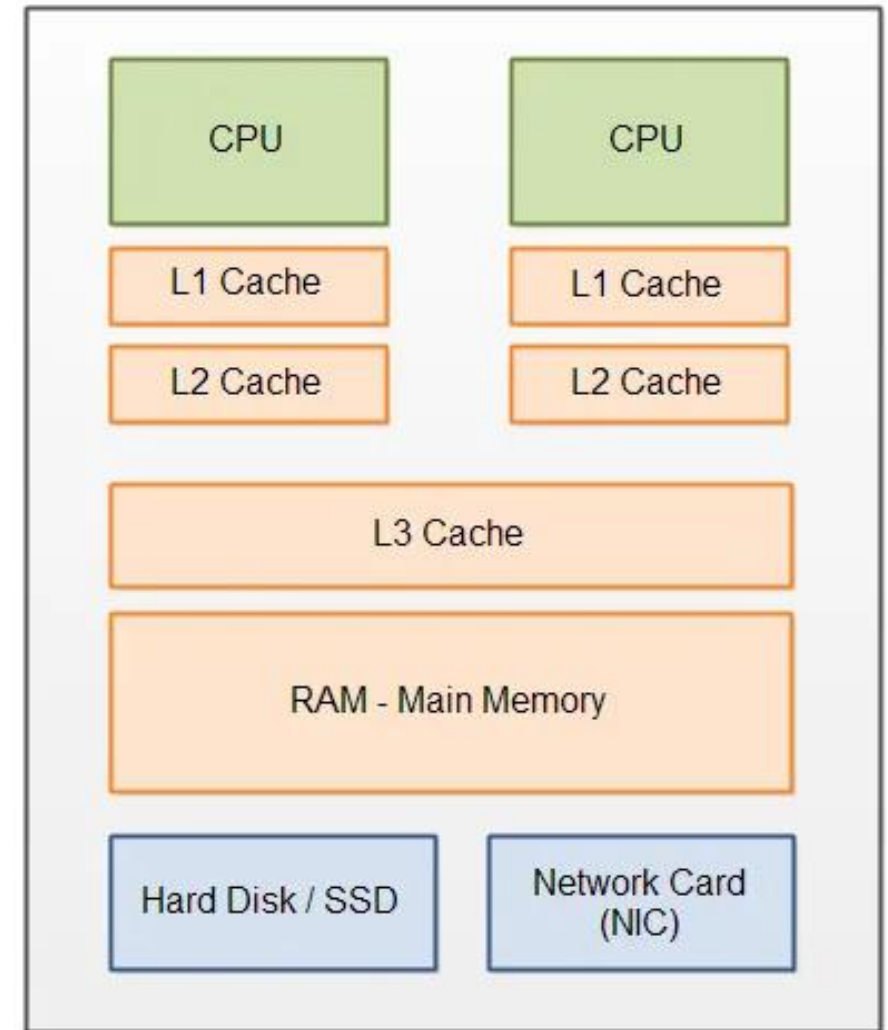 CPU
CPU
L1 Cache
L1 Cache
L2 Cache
L2 Cache
L3 Cache
RAM - Main Memory
Hard Disk / SSD
Network Card
(NIC)